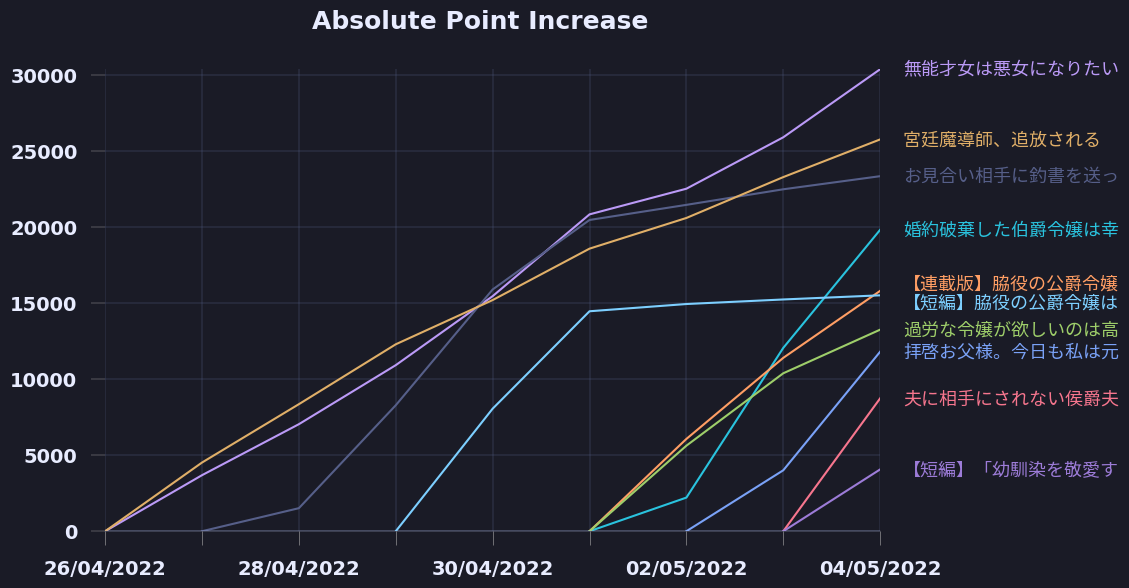 Absolute Point Increase
30000
25000
20000
15000
10000
5000
0
26/04/2022
28/04/2022
30/04/2022
02/05/2022
04/05/2022
無能才女は悪女になりたい
宮廷魔導師、追放される
お見合い相手に釣書を送っ
婚約破棄した伯爵令嬢は幸
【連載版】脇役の公爵令嬢
【短編】脇役の公爵令嬢は
過労な令嬢が欲しいのは高
拝啓お父様。今日も私は元
夫に相手にされない侯爵夫
【短編】「幼馴染を敬愛す